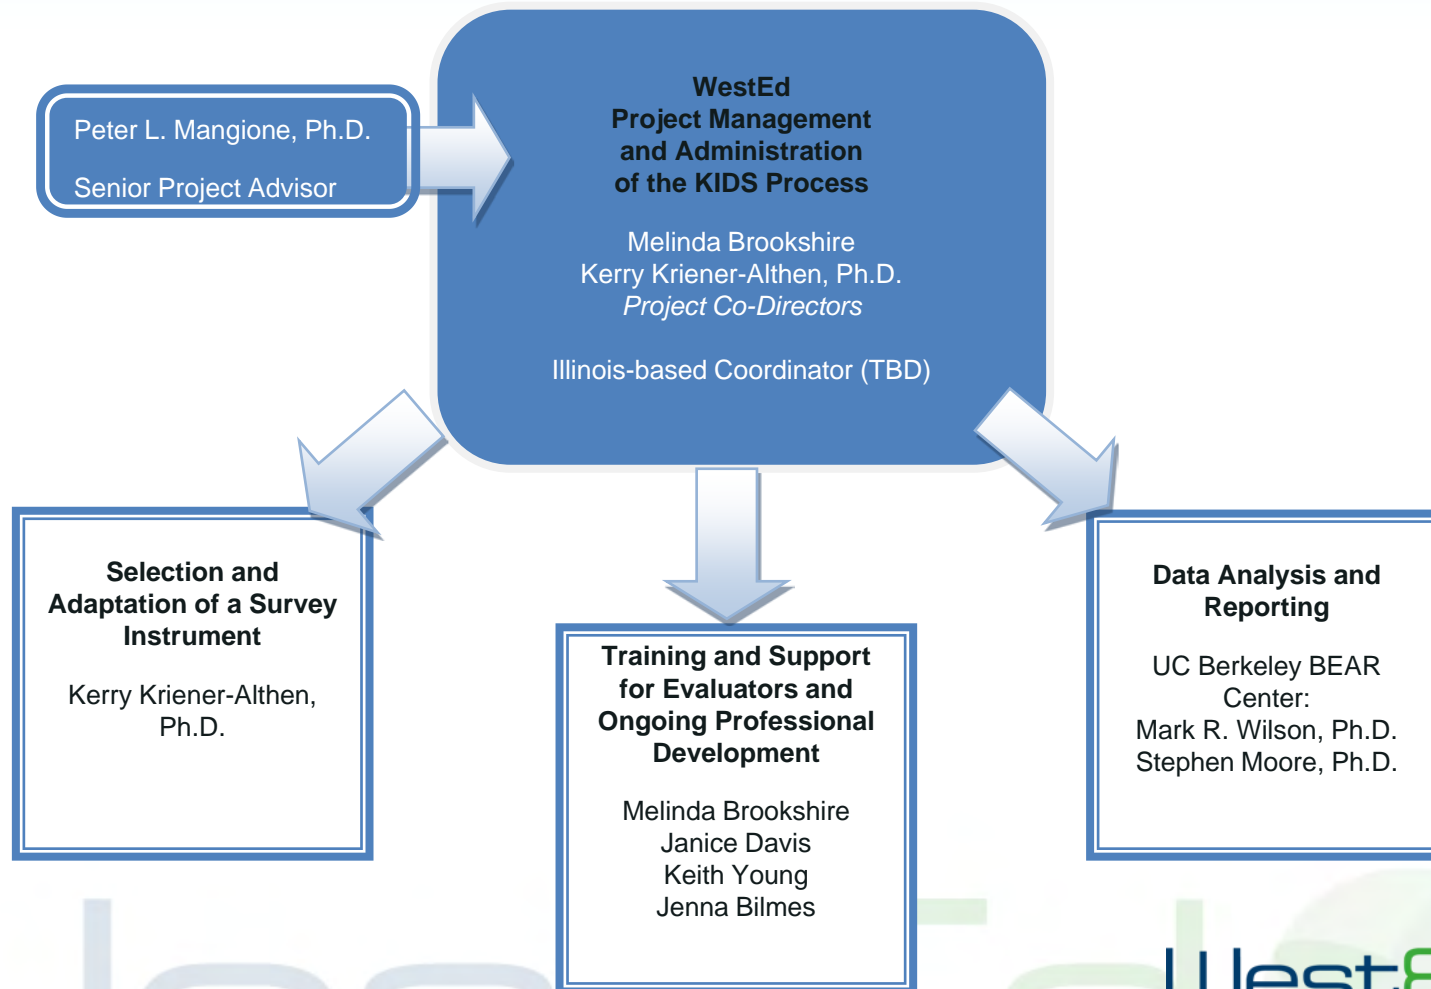 Peter L. Mangione, Ph.D.
Senior Project Advisor
WestEd
Project Management
and Administration
of the KIDS Process
Melinda Brookshire
Kerry Kriener-Althen, Ph.D.
Project Co-Directors
Illinois-based Coordinator (TBD)
Selection and
Adaptation of a Survey
Instrument
Kerry Kriener-Althen,
Ph.D.
Training and Support
for Evaluators and
Ongoing Professional
Development
Melinda Brookshire
Janice Davis
Keith Young
Jenna Bilmes
Data Analysis and
Reporting
UC Berkeley BEAR
Center:
Mark R. Wilson, Ph.D.
Stephen Moore, Ph.D.